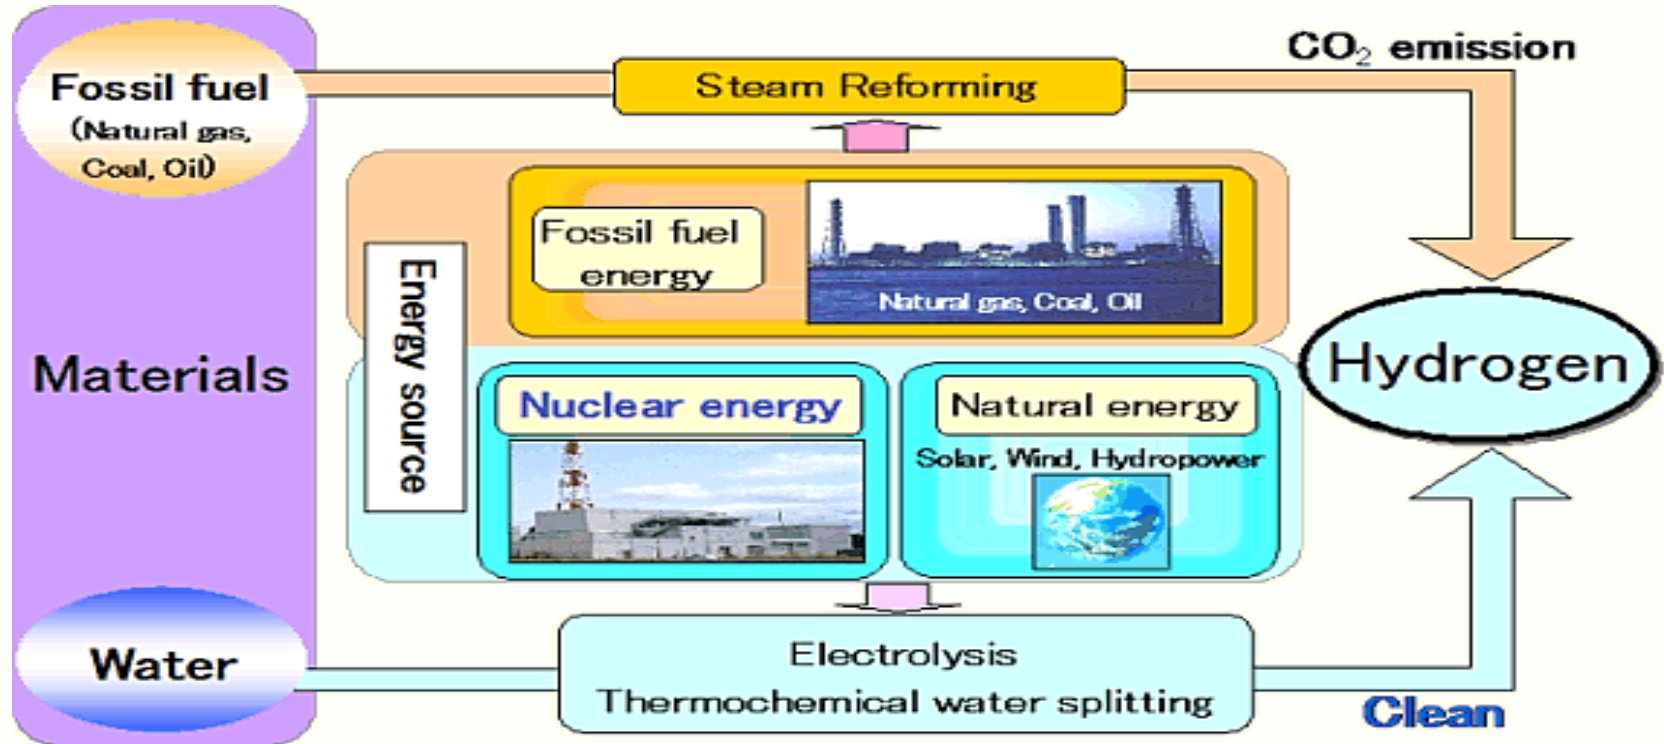 Fossil fuel
(Natural gas,
Coal, Oil)
Materials
Water
Steam Reforming
CO₂ emission
Energy source
Fossil fuel
energy
Natural gas, Coal, Oil
Nuclear energy
Natural energy
Solar, Wind, Hydropower
Hydrogen
Electrolysis
Thermochemical water splitting
Clean